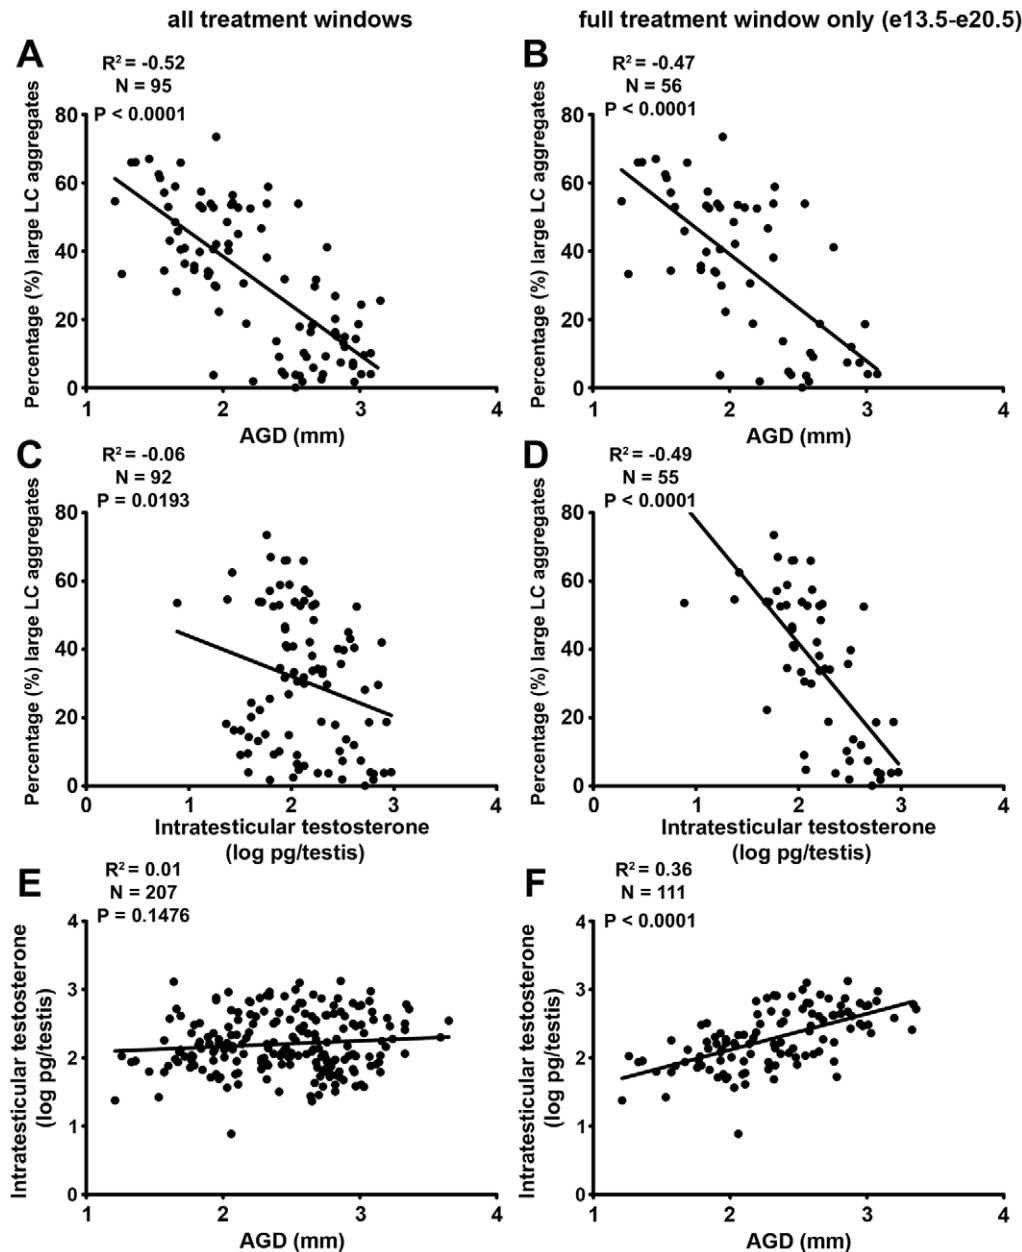 all treatment windows
full treatment window only (e13.5-e20.5)
A
R² = -0.52
N = 95
P < 0.0001
Percentage (%) large LC aggregates
80
60
40
20
0
1 2 3 4
AGD (mm)
B
R² = -0.47
N = 56
P < 0.0001
Percentage (%) large LC aggregates
80
60
40
20
0
1 2 3 4
AGD (mm)
C
R² = -0.06
N = 92
P = 0.0193
Percentage (%) large LC aggregates
80
60
40
20
0
0 1 2 3 4
Intratesticular testosterone
(log pg/testis)
D
R² = -0.49
N = 55
P < 0.0001
Percentage (%) large LC aggregates
80
60
40
20
0
0 1 2 3 4
Intratesticular testosterone
(log pg/testis)
E
R² = 0.01
N = 207
P = 0.1476
Intratesticular testosterone
(log pg/testis)
4
3
2
1
0
1 2 3 4
AGD (mm)
F
R² = 0.36
N = 111
P < 0.0001
Intratesticular testosterone
(log pg/testis)
4
3
2
1
0
1 2 3 4
AGD (mm)